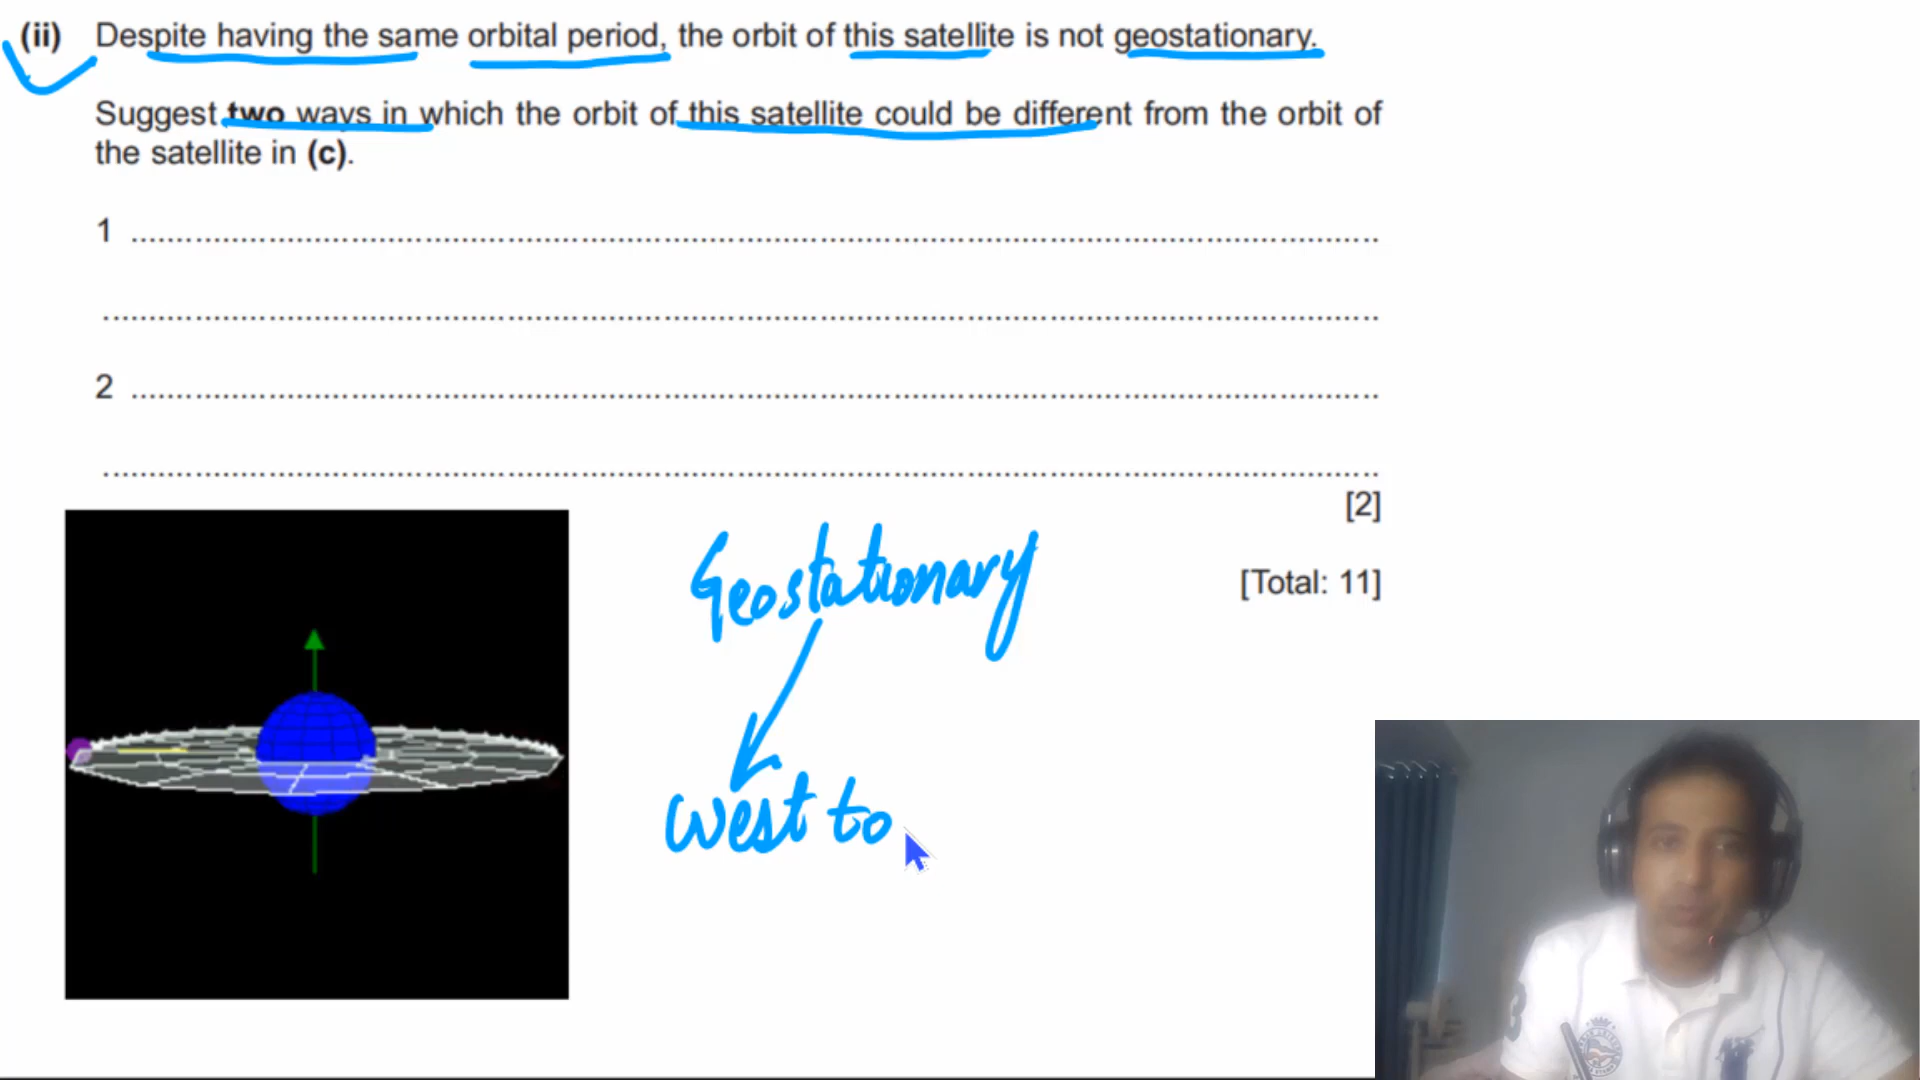 (ii) Despite having the same orbital period, the orbit of this satellite is not geostationary.
Suggest two ways in which the orbit of this satellite could be different from the orbit of
the satellite in (c).
1 ........................................................................
........................................................................
2 ........................................................................
........................................................................
[2]
[Total: 11]
Geostationary
west to
3